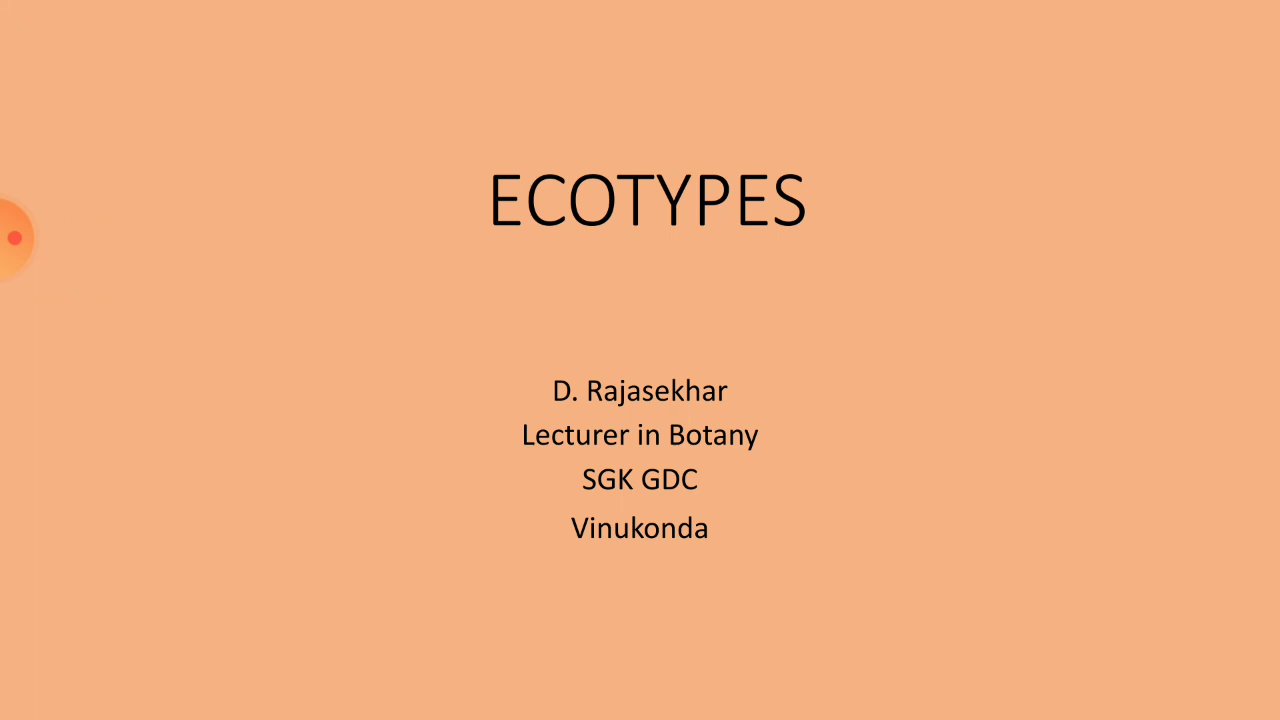 ECOTYPES
D. Rajasekhar
Lecturer in Botany
SGK GDC
Vinukonda